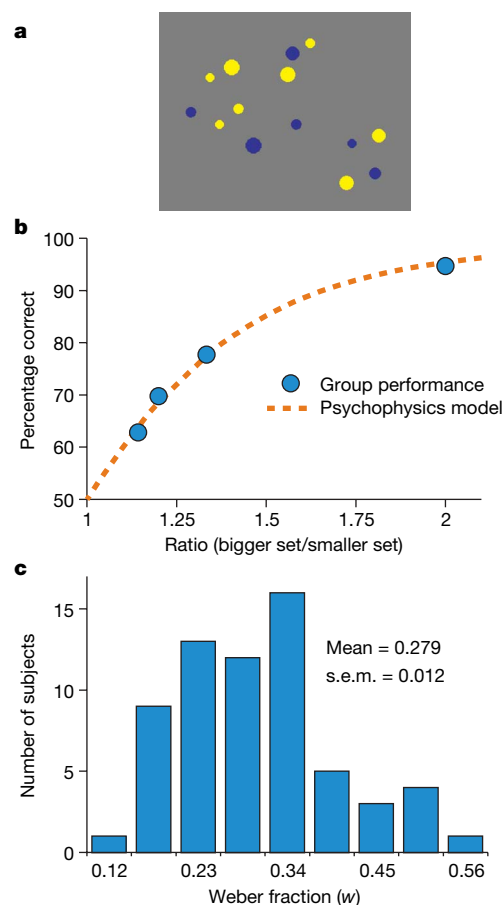 a
b
100
90
80
70
60
50
Percentage correct
Group performance
Psychophysics model
1
1.25
1.5
1.75
2
Ratio (bigger set/smaller set)
c
15
10
5
0
Number of subjects
Mean = 0.279
s.e.m. = 0.012
0.12
0.23
0.34
0.45
0.56
Weber fraction (w)